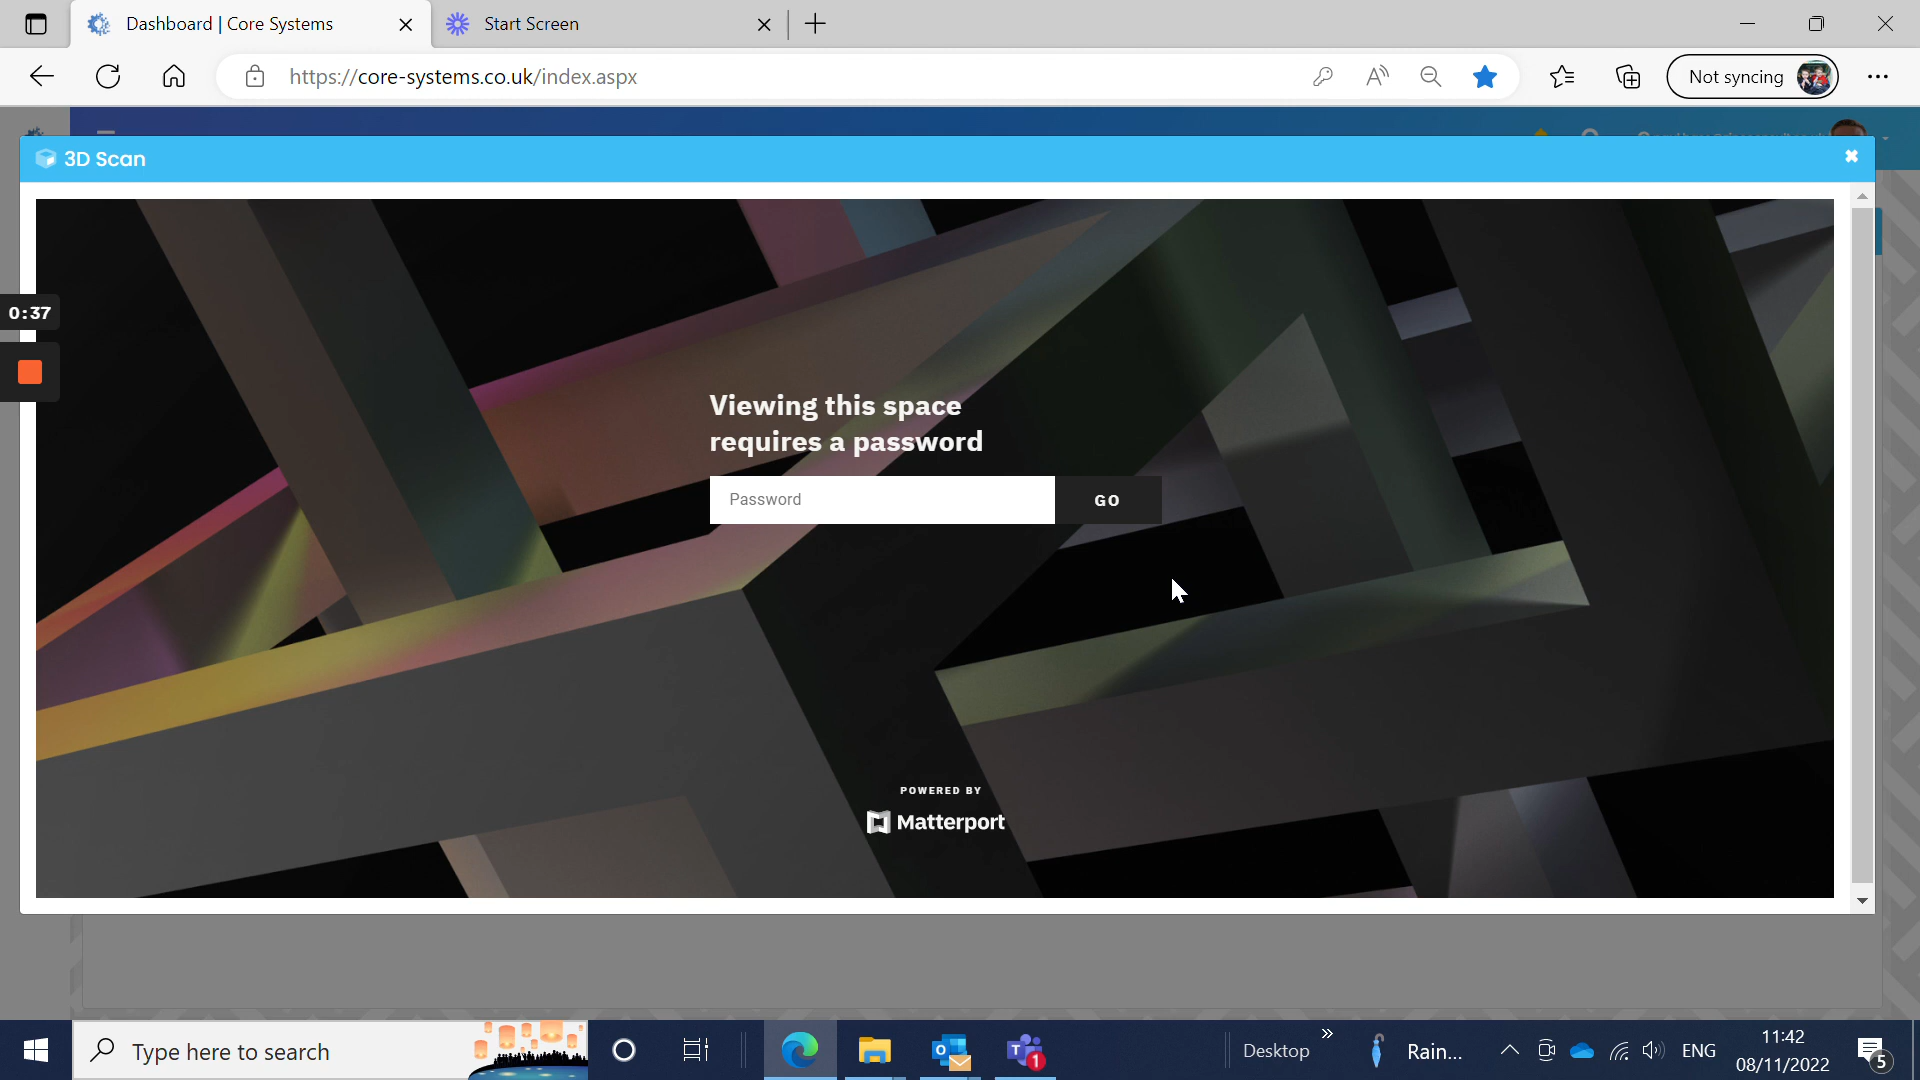 Dashboard | Core Systems
Start Screen
https://core-systems.co.uk/index.aspx
Not syncing
3D Scan
0:37
Viewing this space
requires a password
Password
GO
POWERED BY
Matterport
Type here to search
Desktop
Rain...
ENG
11:42
08/11/2022
1
5